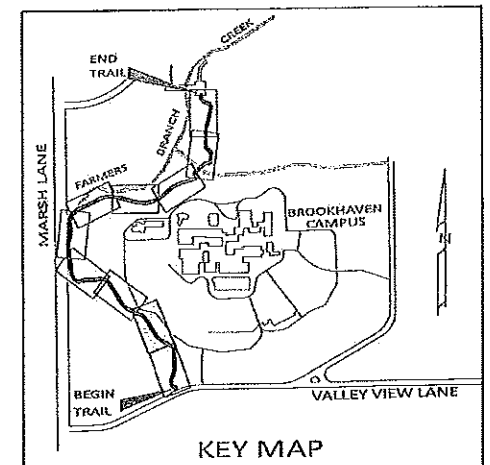 END
TRAIL
CREEK
BRANCH
FARMERS
MARSH LANE
BROOKHAVEN
CAMPUS
N
BEGIN
TRAIL
VALLEY VIEW LANE
KEY MAP